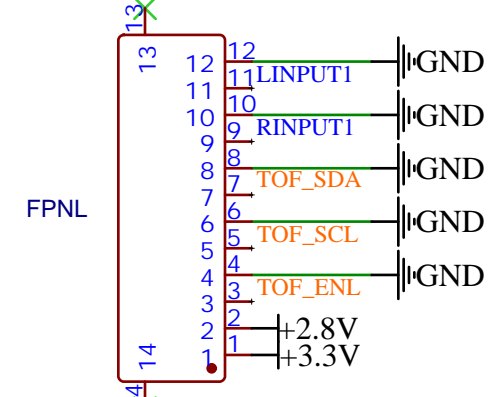 13
13
12 12 GND
11 11 LINPUT1
10 10 GND
9 9 RINPUT1
8 8 GND
7 7 TOF_SDA
FPNL
6 6 GND
5 5 TOF_SCL
4 4 GND
3 3 TOF_ENL
2 2 +2.8V
1 1 +3.3V
14
4